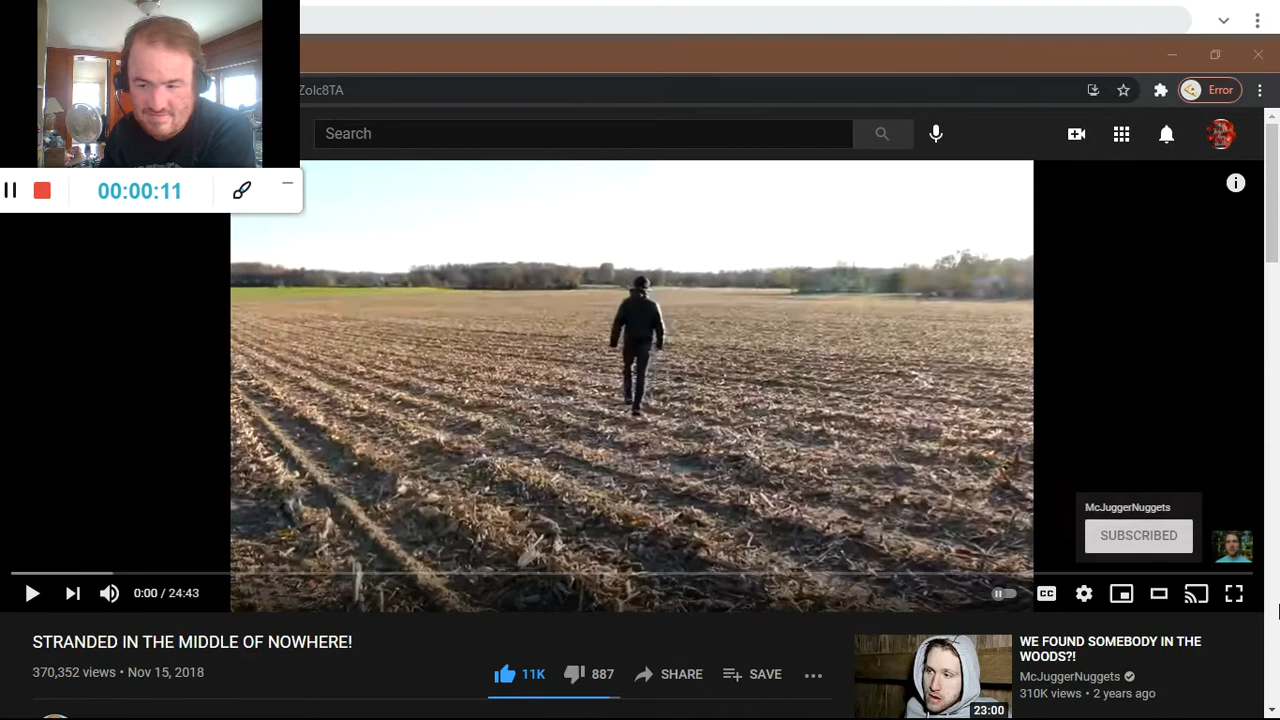 Zolc8TA
Error
Search
00:00:11
McJuggerNuggets
SUBSCRIBED
0:00 / 24:43
CC
STRANDED IN THE MIDDLE OF NOWHERE!
370,352 views • Nov 15, 2018
11K
887
SHARE
SAVE
WE FOUND SOMEBODY IN THE
WOODS?!
McJuggerNuggets
310K views • 2 years ago
23:00